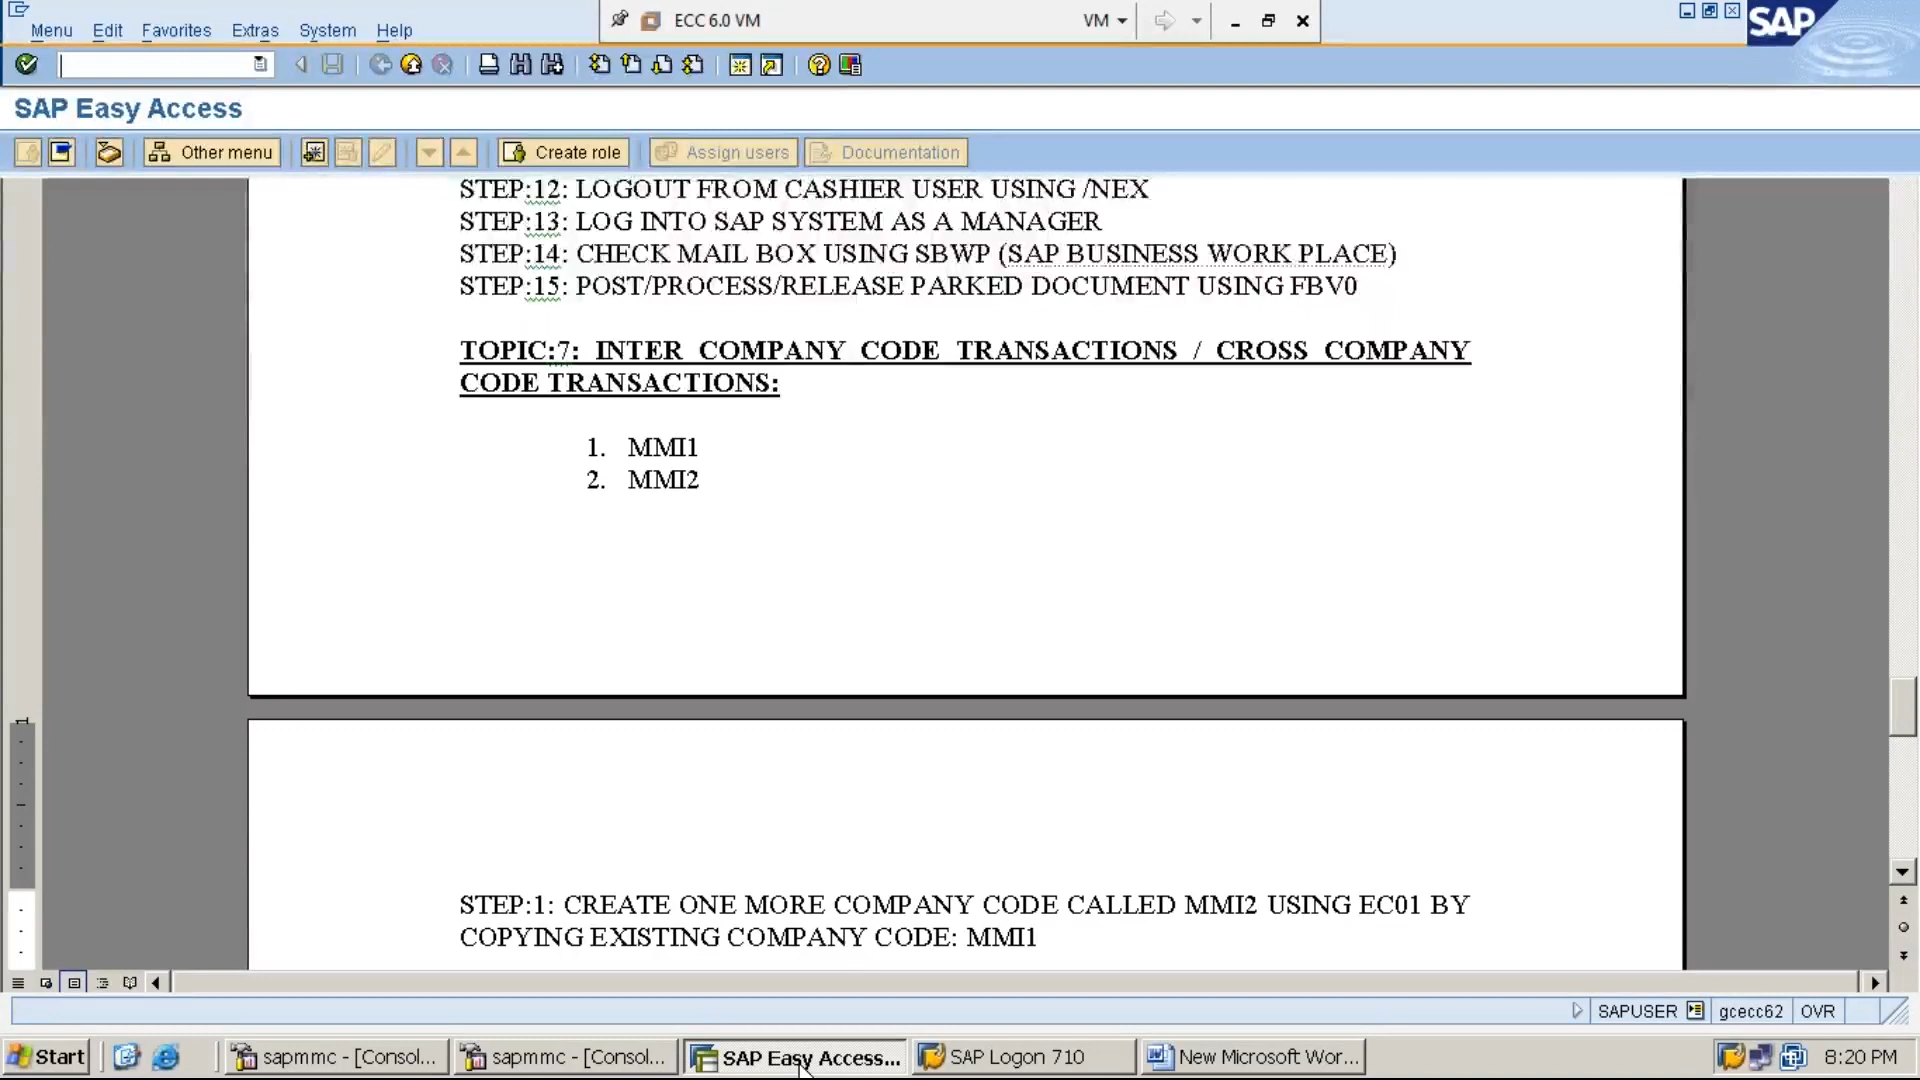 ECC 6.0 VM
VM
Menu Edit Favorites Extras System Help
SAP
SAP Easy Access
Other menu Create role Assign users Documentation
STEP:12: LOGOUT FROM CASHIER USER USING /NEX
STEP:13: LOG INTO SAP SYSTEM AS A MANAGER
STEP:14: CHECK MAIL BOX USING SBWP (SAP BUSINESS WORK PLACE)
STEP:15: POST/PROCESS/RELEASE PARKED DOCUMENT USING FBV0
TOPIC:7: INTER COMPANY CODE TRANSACTIONS / CROSS COMPANY
CODE TRANSACTIONS:
1. MMI1
2. MMI2
STEP:1: CREATE ONE MORE COMPANY CODE CALLED MMI2 USING EC01 BY
COPYING EXISTING COMPANY CODE: MMI1
SAPUSER gcecc62 OVR
Start sapmmc - [Consol... sapmmc - [Consol... SAP Easy Access... SAP Logon 710 New Microsoft Wor... 8:20 PM